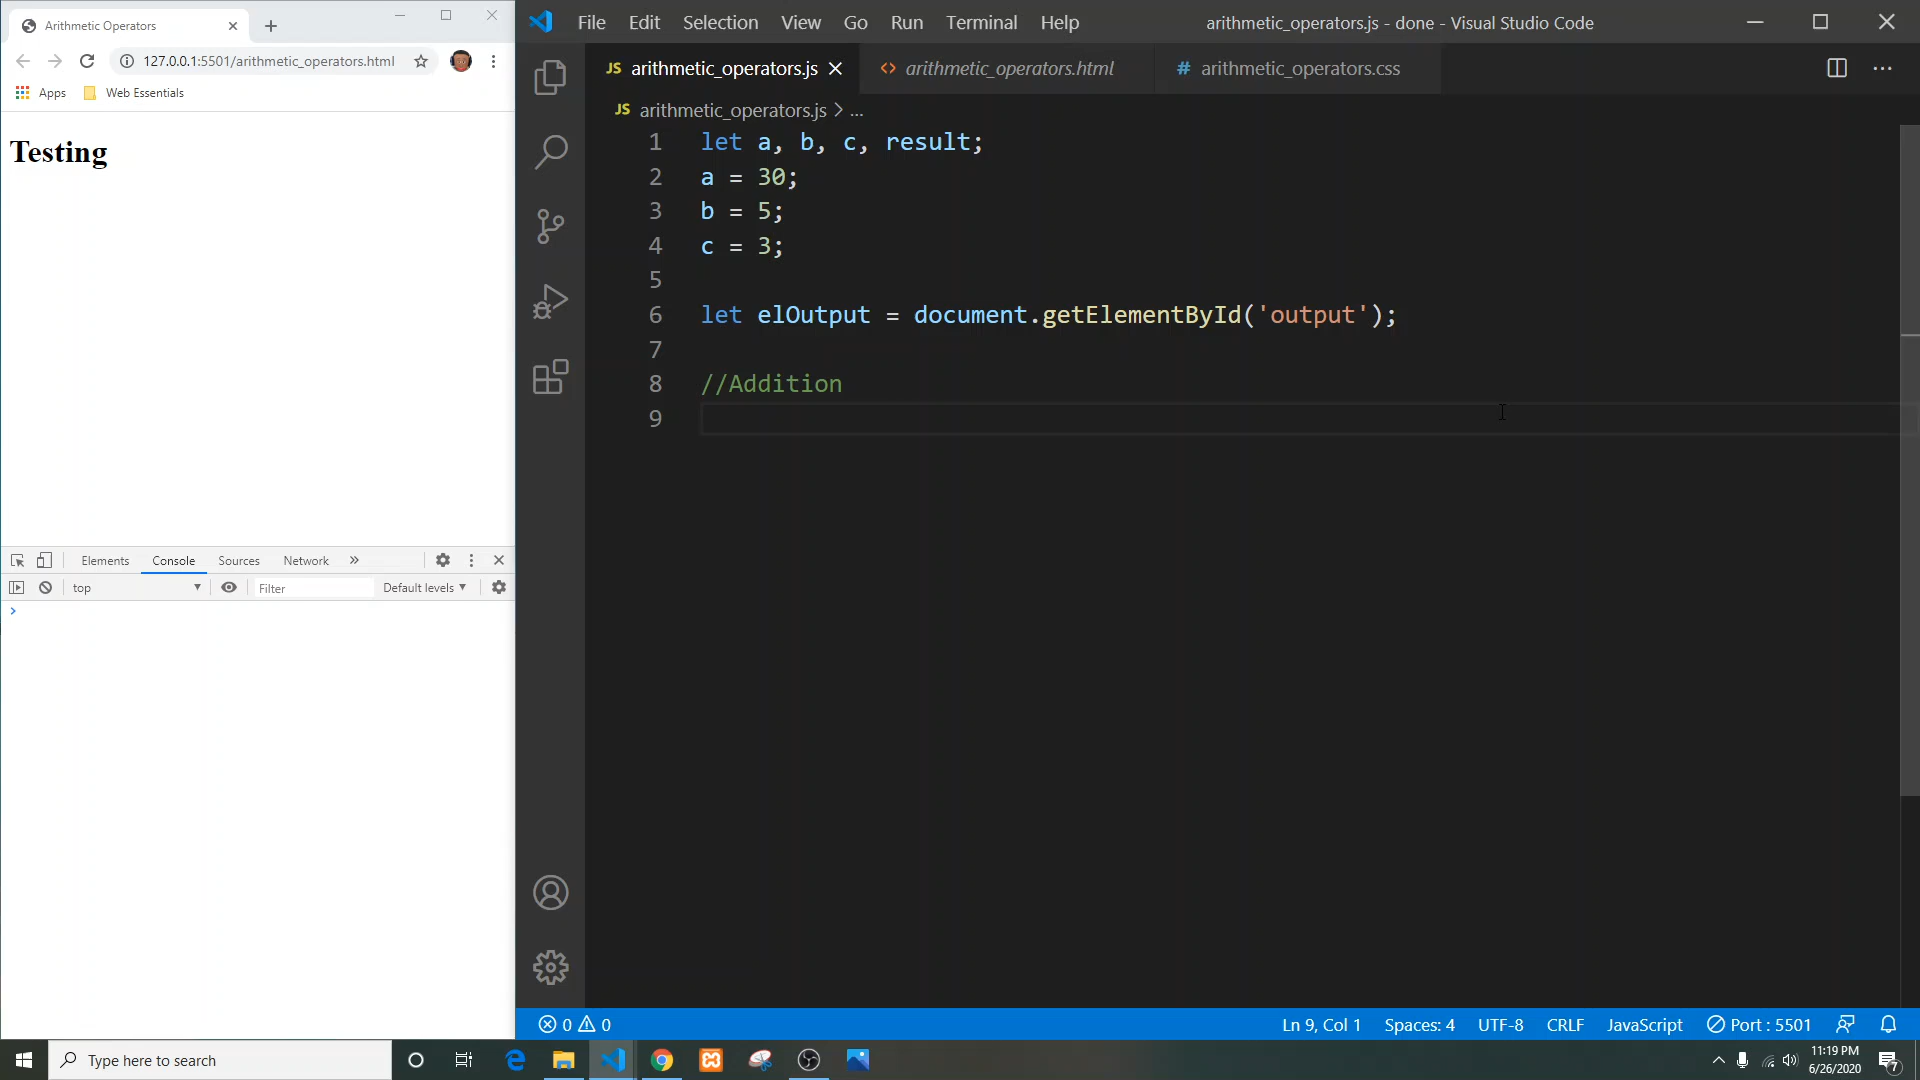 Arithmetic Operators
127.0.0.1:5501/arithmetic_operators.html
Apps
Web Essentials
Testing
Elements Console Sources Network »
top
Filter
Default levels
>
File Edit Selection View Go Run Terminal Help
arithmetic_operators.js - done - Visual Studio Code
JS arithmetic_operators.js
<> arithmetic_operators.html
# arithmetic_operators.css
JS arithmetic_operators.js > ...
1 let a, b, c, result;
2 a = 30;
3 b = 5;
4 c = 3;
5
6 let elOutput = document.getElementById('output');
7
8 //Addition
9
0 0
Ln 9, Col 1 Spaces: 4 UTF-8 CRLF JavaScript Port : 5501
Type here to search
11:19 PM
6/26/2020
7